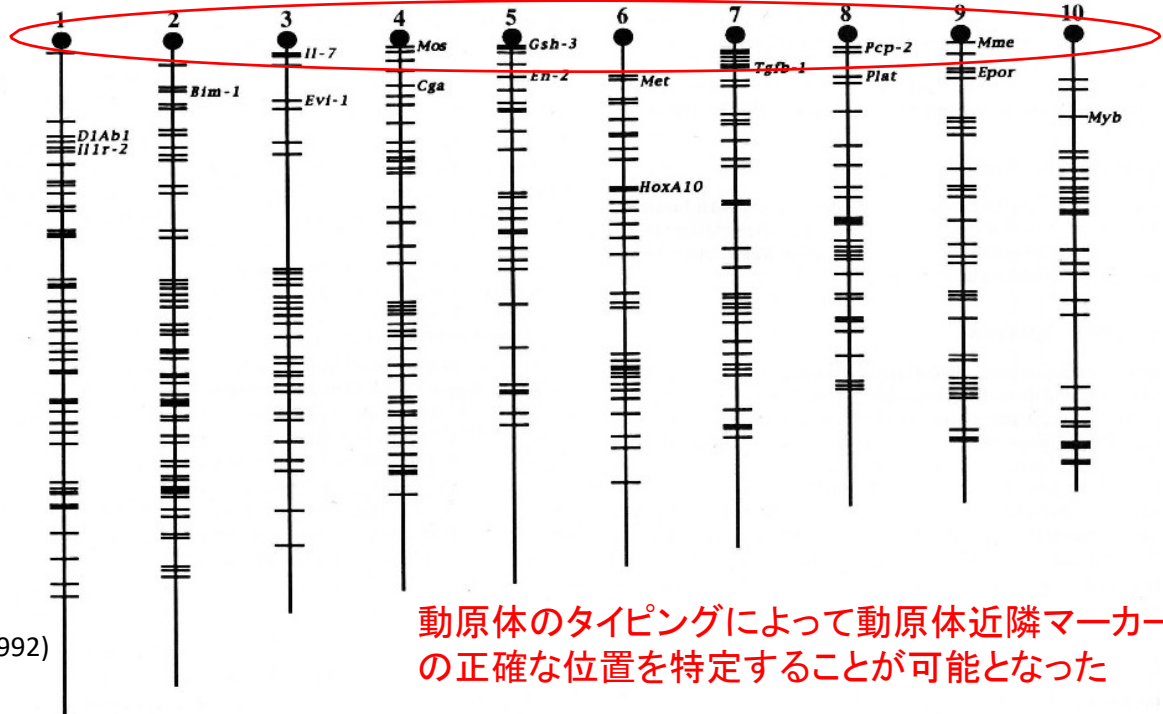 1 2 3 4 5 6 7 8 9 10
Il-7 Mos Gsh-3 Pcp-2 Mme
En-2 Tgfb-1
Bim-1 Evi-1 Cga Met Plat Epor
Myb
D1Ab1
Il1r-2
HoxA10
動原体のタイピングによって動原体近隣マーカー
の正確な位置を特定することが可能となった
992)